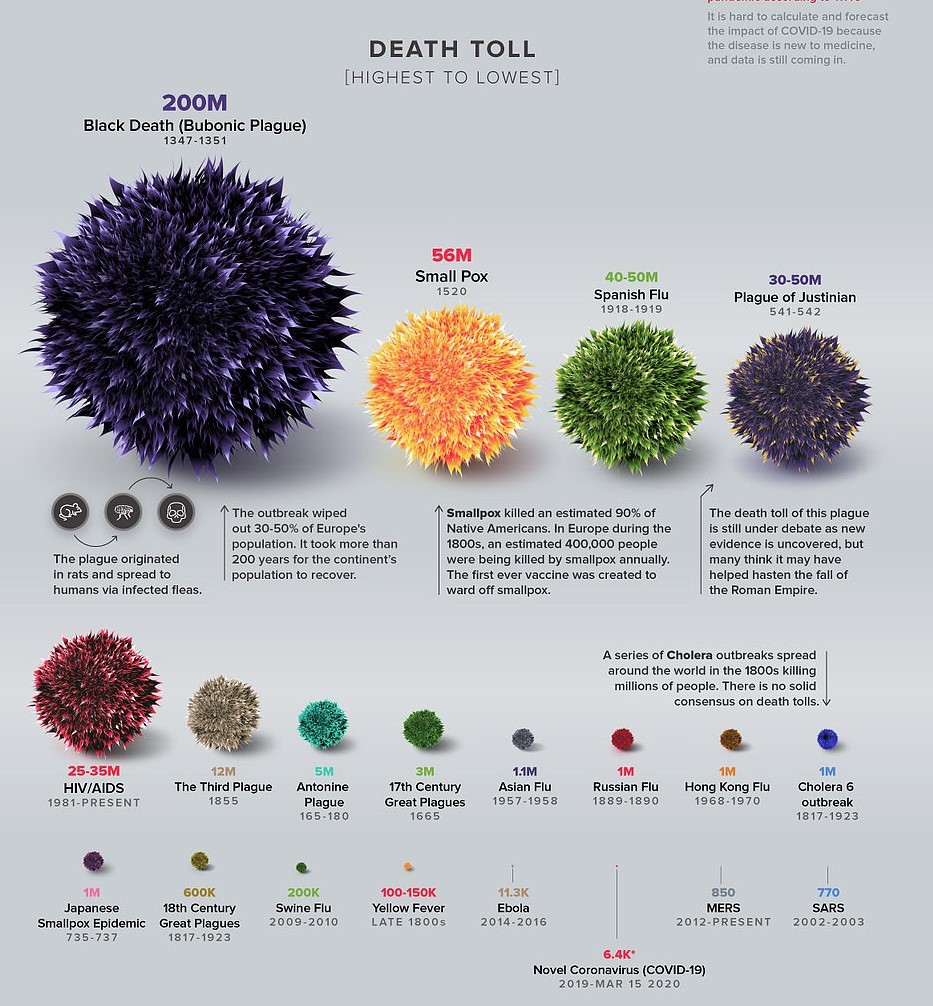 It is hard to calculate and forecast
the impact of COVID-19 because
the disease is new to medicine,
and data is still coming in.
DEATH TOLL
[HIGHEST TO LOWEST]
200M
Black Death (Bubonic Plague)
1347-1351
56M
Small Pox
1520
40-50M
Spanish Flu
1918-1919
30-50M
Plague of Justinian
541-542
The plague originated
in rats and spread to
humans via infected fleas.
The outbreak wiped
out 30-50% of Europe's
population. It took more than
200 years for the continent's
population to recover.
Smallpox killed an estimated 90% of
Native Americans. In Europe during the
1800s, an estimated 400,000 people
were being killed by smallpox annually.
The first ever vaccine was created to
ward off smallpox.
The death toll of this plague
is still under debate as new
evidence is uncovered, but
many think it may have
helped hasten the fall of
the Roman Empire.
A series of Cholera outbreaks spread
around the world in the 1800s killing
millions of people. There is no solid
consensus on death tolls.
25-35M
HIV/AIDS
1981-PRESENT
12M
The Third Plague
1855
5M
Antonine
Plague
165-180
3M
17th Century
Great Plagues
1665
1.1M
Asian Flu
1957-1958
1M
Russian Flu
1889-1890
1M
Hong Kong Flu
1968-1970
1M
Cholera 6
outbreak
1817-1923
1M
Japanese
Smallpox Epidemic
735-737
600K
18th Century
Great Plagues
1817-1923
200K
Swine Flu
2009-2010
100-150K
Yellow Fever
LATE 1800s
11.3K
Ebola
2014-2016
6.4K*
Novel Coronavirus (COVID-19)
2019-MAR 15 2020
850
MERS
2012-PRESENT
770
SARS
2002-2003